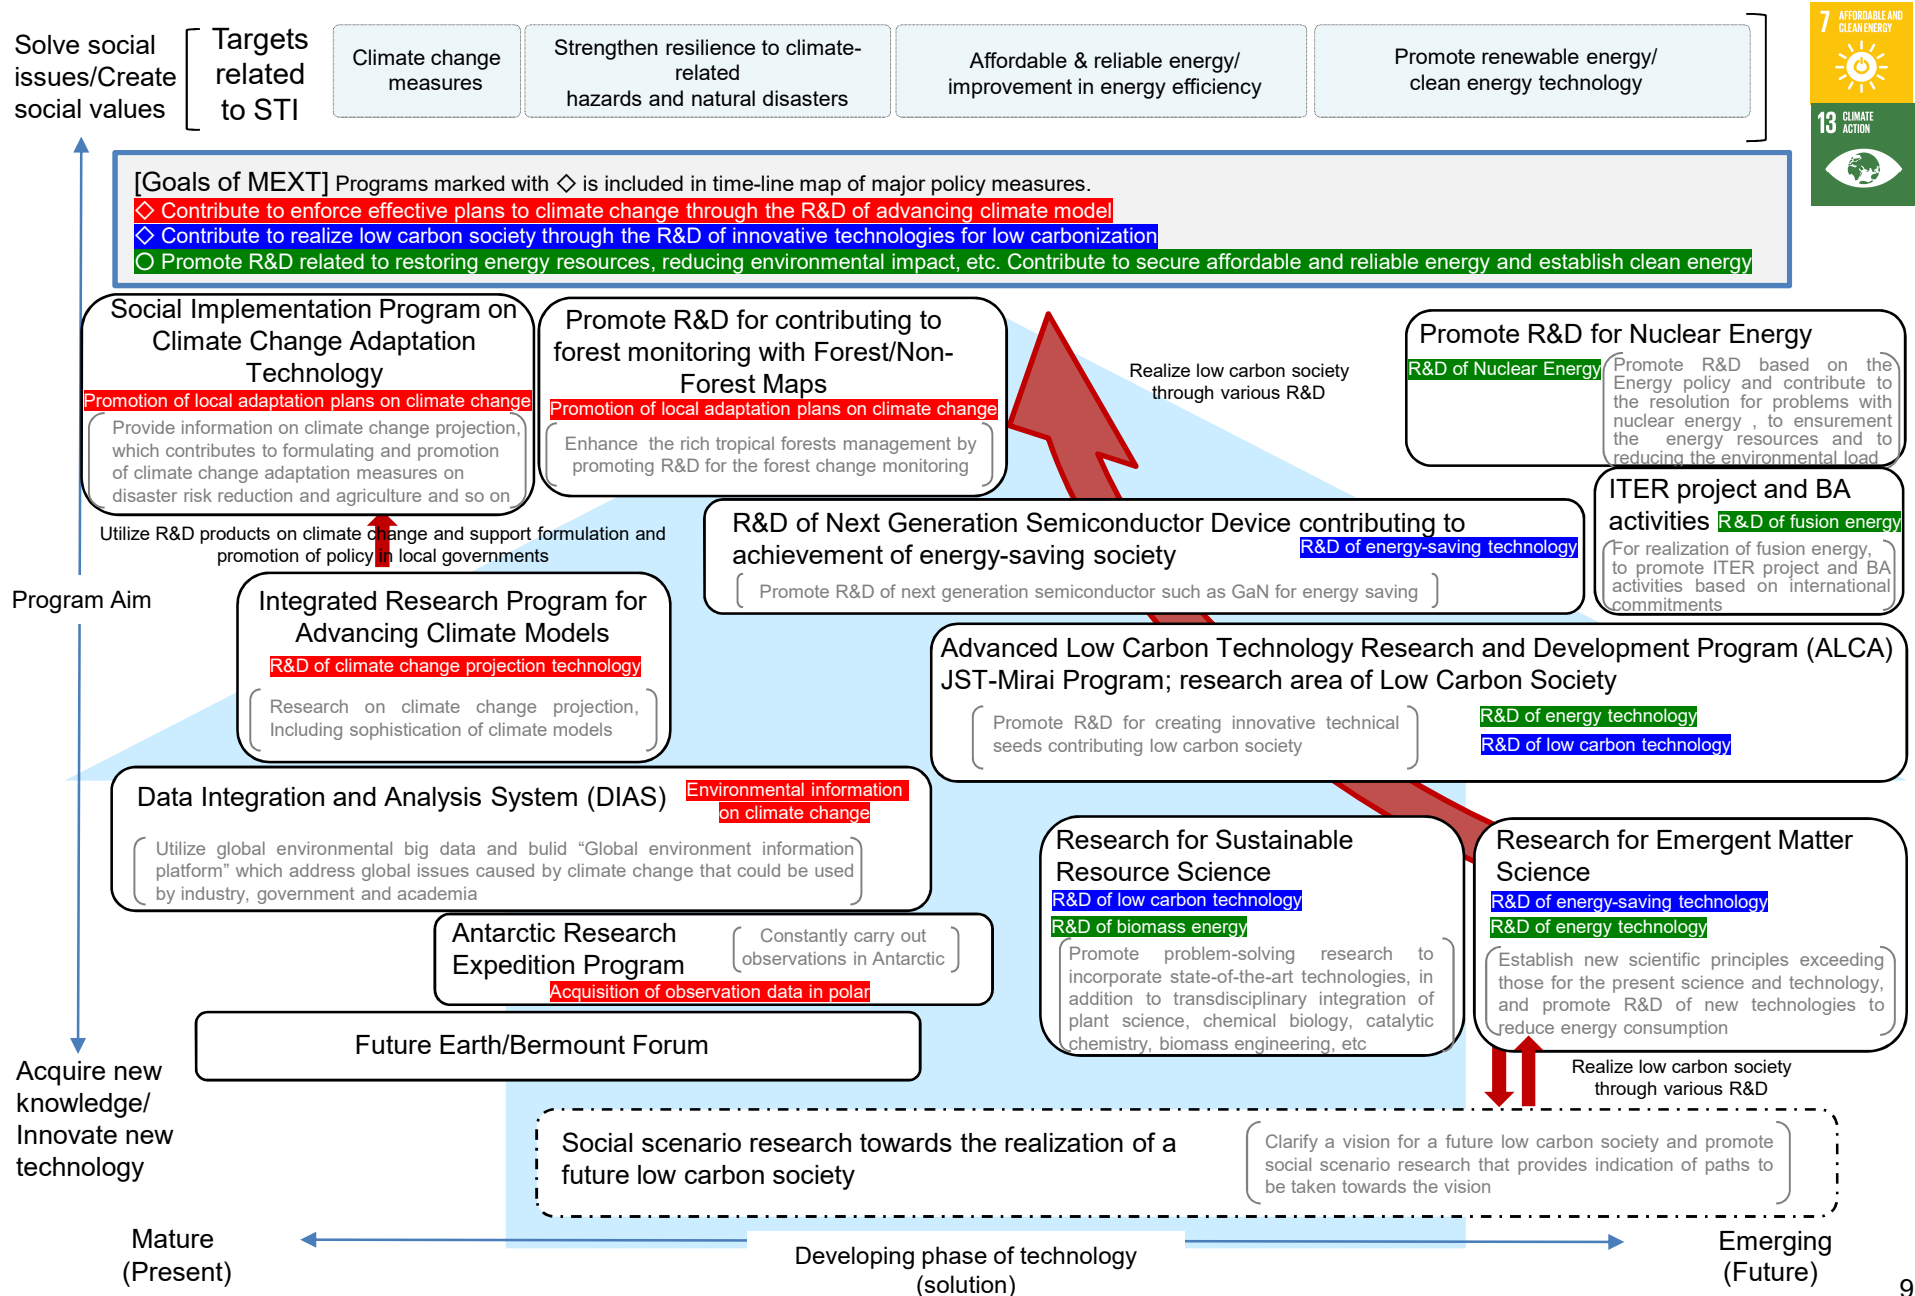 Solve social
issues/Create
social values
Targets
related
to STI
Climate change
measures
Strengthen resilience to climate-
related
hazards and natural disasters
Affordable & reliable energy/
improvement in energy efficiency
Promote renewable energy/
clean energy technology
7 AFFORDABLE AND
CLEAN ENERGY
13 CLIMATE
ACTION
[Goals of MEXT] Programs marked with ◇ is included in time-line map of major policy measures.
◇ Contribute to enforce effective plans to climate change through the R&D of advancing climate model
◇ Contribute to realize low carbon society through the R&D of innovative technologies for low carbonization
○ Promote R&D related to restoring energy resources, reducing environmental impact, etc. Contribute to secure affordable and reliable energy and establish clean energy
Social Implementation Program on
Climate Change Adaptation
Technology
Promotion of local adaptation plans on climate change
Provide information on climate change projection,
which contributes to formulating and promotion
of climate change adaptation measures on
disaster risk reduction and agriculture and so on
Promote R&D for contributing to
forest monitoring with Forest/Non-
Forest Maps
Promotion of local adaptation plans on climate change
Enhance the rich tropical forests management by
promoting R&D for the forest change monitoring
Realize low carbon society
through various R&D
Promote R&D for Nuclear Energy
R&D of Nuclear Energy
Promote R&D based on the
Energy policy and contribute to
the resolution for problems with
nuclear energy , to ensurement
the energy resources and to
reducing the environmental load
Utilize R&D products on climate change and support formulation and
promotion of policy in local governments
R&D of Next Generation Semiconductor Device contributing to
achievement of energy-saving society
R&D of energy-saving technology
Promote R&D of next generation semiconductor such as GaN for energy saving
ITER project and BA
activities R&D of fusion energy
For realization of fusion energy,
to promote ITER project and BA
activities based on international
commitments
Program Aim
Integrated Research Program for
Advancing Climate Models
R&D of climate change projection technology
Research on climate change projection,
Including sophistication of climate models
Advanced Low Carbon Technology Research and Development Program (ALCA)
JST-Mirai Program; research area of Low Carbon Society
Promote R&D for creating innovative technical
seeds contributing low carbon society
R&D of energy technology
R&D of low carbon technology
Data Integration and Analysis System (DIAS)
Environmental information
on climate change
Utilize global environmental big data and bulid “Global environment information
platform” which address global issues caused by climate change that could be used
by industry, government and academia
Research for Sustainable
Resource Science
R&D of low carbon technology
R&D of biomass energy
Promote problem-solving research to
incorporate state-of-the-art technologies, in
addition to transdisciplinary integration of
plant science, chemical biology, catalytic
chemistry, biomass engineering, etc
Research for Emergent Matter
Science
R&D of energy-saving technology
R&D of energy technology
Establish new scientific principles exceeding
those for the present science and technology,
and promote R&D of new technologies to
reduce energy consumption
Antarctic Research
Expedition Program
Constantly carry out
observations in Antarctic
Acquisition of observation data in polar
Future Earth/Bermount Forum
Realize low carbon society
through various R&D
Acquire new
knowledge/
Innovate new
technology
Social scenario research towards the realization of a
future low carbon society
Clarify a vision for a future low carbon society and promote
social scenario research that provides indication of paths to
be taken towards the vision
Mature
(Present)
Developing phase of technology
(solution)
Emerging
(Future)
9